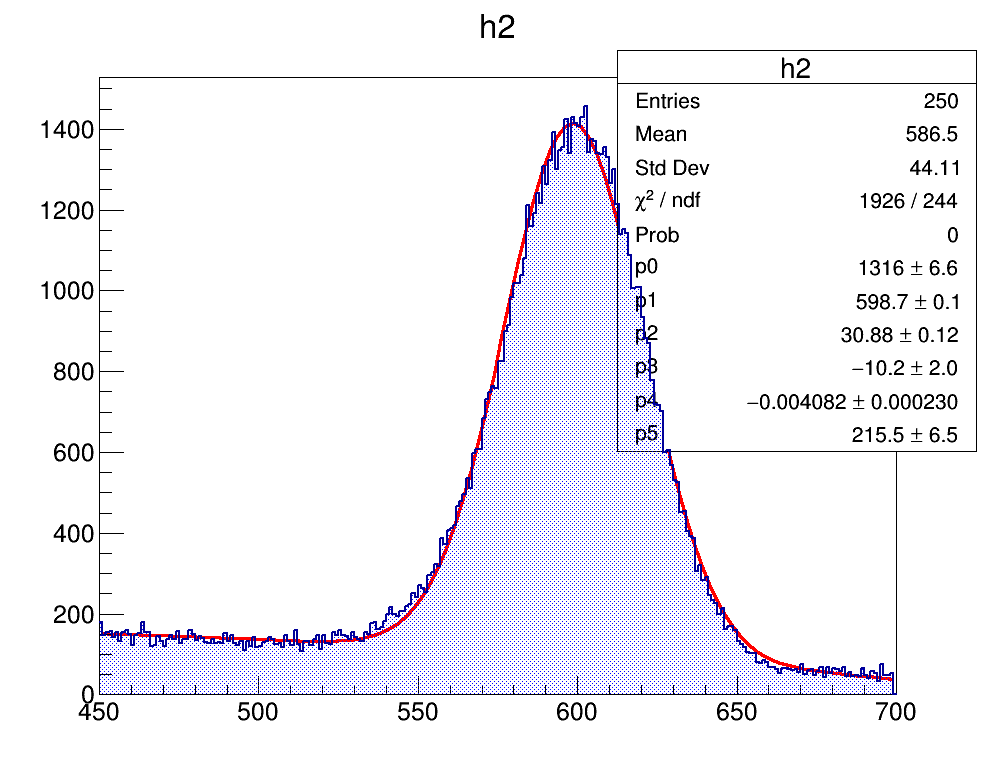 h2
h2
Entries 250
Mean 586.5
Std Dev 44.11
χ² / ndf 1926 / 244
Prob 0
p0 1316 ± 6.6
p1 598.7 ± 0.1
p2 30.88 ± 0.12
p3 −10.2 ± 2.0
p4 −0.004082 ± 0.000230
p5 215.5 ± 6.5
1400
1200
1000
800
600
400
200
0
450 500 550 600 650 700